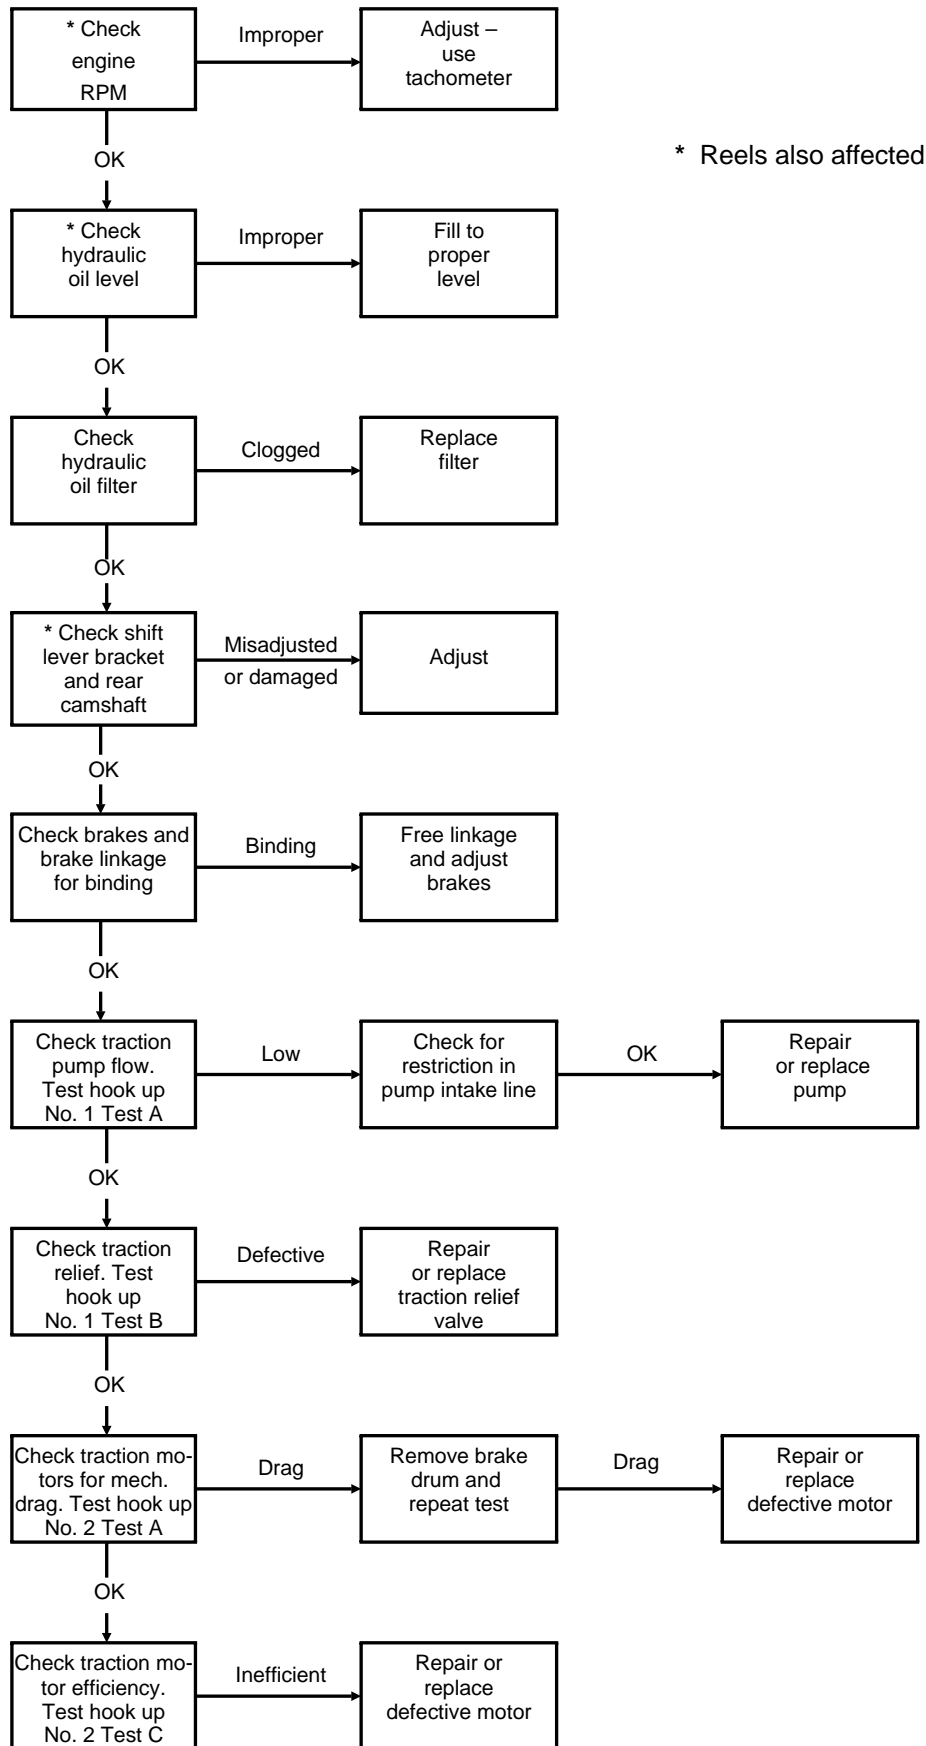 * Check
engine
RPM
Improper
Adjust –
use
tachometer
* Reels also affected
OK
* Check
hydraulic
oil level
Improper
Fill to
proper
level
OK
Check
hydraulic
oil filter
Clogged
Replace
filter
OK
* Check shift
lever bracket
and rear
camshaft
Misadjusted
or damaged
Adjust
OK
Check brakes and
brake linkage
for binding
Binding
Free linkage
and adjust
brakes
OK
Check traction
pump flow.
Test hook up
No. 1 Test A
Low
Check for
restriction in
pump intake line
OK
Repair
or replace
pump
OK
Check traction
relief. Test
hook up
No. 1 Test B
Defective
Repair
or replace
traction relief
valve
OK
Check traction mo-
tors for mech.
drag. Test hook up
No. 2 Test A
Drag
Remove brake
drum and
repeat test
Drag
Repair or
replace
defective motor
OK
Check traction mo-
tor efficiency.
Test hook up
No. 2 Test C
Inefficient
Repair or
replace
defective motor